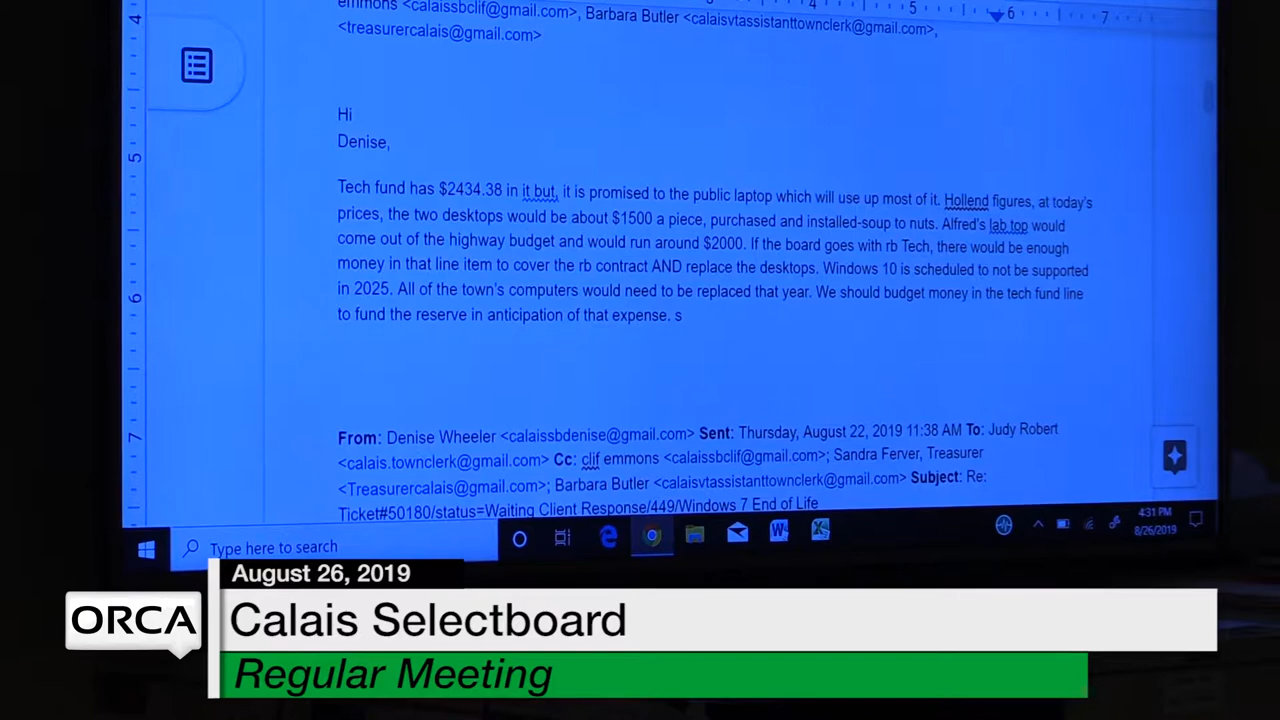 4
5
6
7
emmons <calaissbclif@gmail.com>, Barbara Butler <calaisvtassistanttownclerk@gmail.com>,
<treasurercalais@gmail.com>
Hi
Denise,
5
Tech fund has $2434.38 in it but, it is promised to the public laptop which will use up most of it. Hollend figures, at today's
prices, the two desktops would be about $1500 a piece, purchased and installed-soup to nuts. Alfred's lab top would
come out of the highway budget and would run around $2000. If the board goes with rb Tech, there would be enough
money in that line item to cover the rb contract AND replace the desktops. Windows 10 is scheduled to not be supported
in 2025. All of the town's computers would need to be replaced that year. We should budget money in the tech fund line
6
to fund the reserve in anticipation of that expense. s
7
From: Denise Wheeler <calaissbdenise@gmail.com> Sent: Thursday, August 22, 2019 11:38 AM To: Judy Robert
<calais.townclerk@gmail.com> Cc: clif emmons <calaissbclif@gmail.com>; Sandra Ferver, Treasurer
<Treasurercalais@gmail.com>; Barbara Butler <calaisvtassistanttownclerk@gmail.com> Subject: Re:
Ticket#50180/status=Waiting Client Response/449/Windows 7 End of Life
Type here to search
4:31 PM
8/26/2019
August 26, 2019
ORCA
Calais Selectboard
Regular Meeting